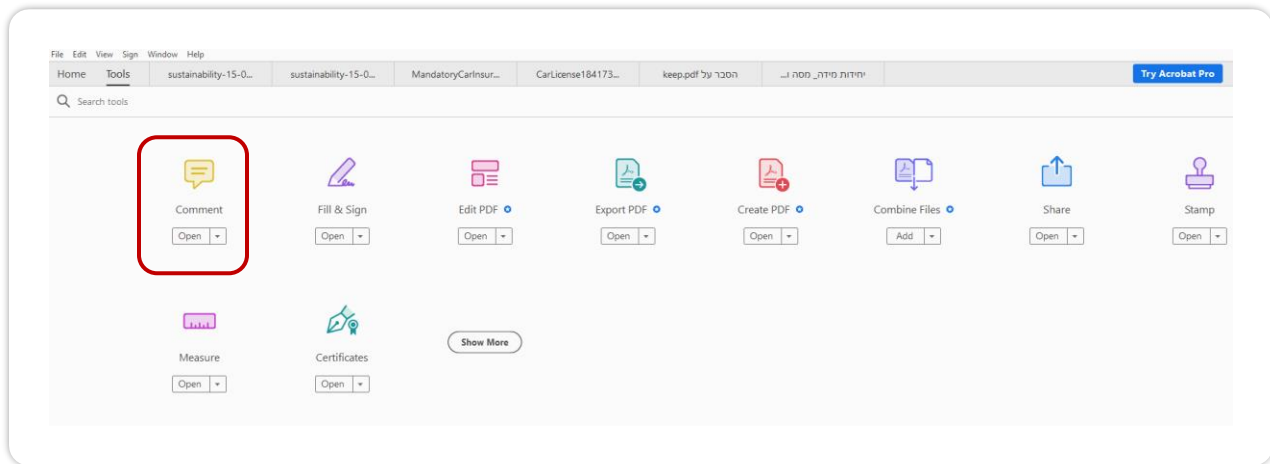 File Edit View Sign Window Help
Home Tools sustainability-15-0... sustainability-15-0... MandatoryCarInsur... CarLicense184173... הסבר על keep.pdf יחידות מידה_ מסה ו... Try Acrobat Pro
Search tools
Comment Fill & Sign Edit PDF Export PDF Create PDF Combine Files Share Stamp
Open Open Open Open Open Add Open Open
Measure Certificates Show More
Open Open